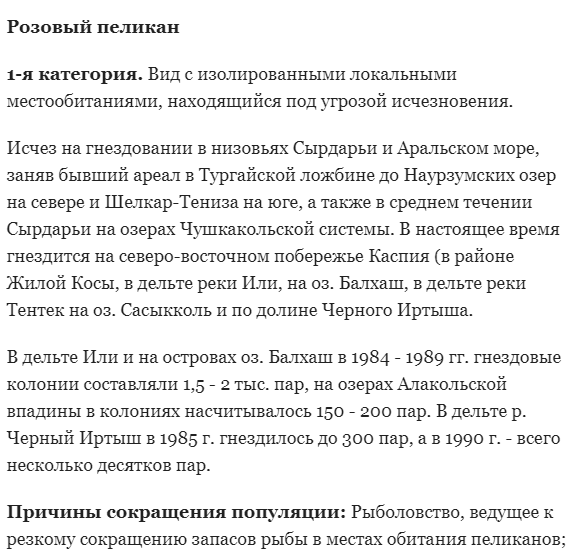 Розовый пеликан
1-я категория. Вид с изолированными локальными
местообитаниями, находящийся под угрозой исчезновения.
Исчез на гнездовании в низовьях Сырдарьи и Аральском море,
заняв бывший ареал в Тургайской ложбине до Наурзумских озер
на севере и Шелкар-Тениза на юге, а также в среднем течении
Сырдарьи на озерах Чушкакольской системы. В настоящее время
гнездится на северо-восточном побережье Каспия (в районе
Жилой Косы, в дельте реки Или, на оз. Балхаш, в дельте реки
Тентек на оз. Сасыкколь и по долине Черного Иртыша.
В дельте Или и на островах оз. Балхаш в 1984 - 1989 гг. гнездовые
колонии составляли 1,5 - 2 тыс. пар, на озерах Алакольской
впадины в колониях насчитывалось 150 - 200 пар. В дельте р.
Черный Иртыш в 1985 г. гнездилось до 300 пар, а в 1990 г. - всего
несколько десятков пар.
Причины сокращения популяции: Рыболовство, ведущее к
резкому сокращению запасов рыбы в местах обитания пеликанов;